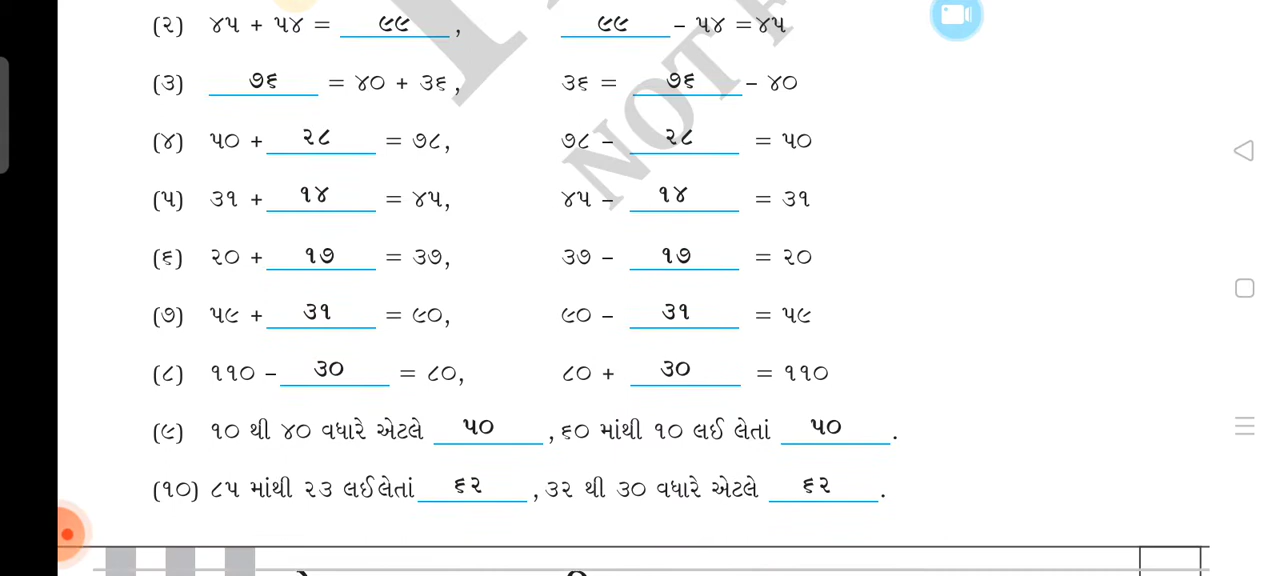 (૨) ૪૫ + ૫૪ = ૯૯ , ૯૯ – ૫૪ =૪૫
(૩) ૭૬ = ૪૦ + ૩૬, ૩૬ = ૭૬ – ૪૦
(૪) ૫૦ + ૨૮ = ૭૮, ૭૮ – ૨૮ = ૫૦
(૫) ૩૧ + ૧૪ = ૪૫, ૪૫ – ૧૪ = ૩૧
(૬) ૨૦ + ૧૭ = ૩૭, ૩૭ – ૧૭ = ૨૦
(૭) ૫૯ + ૩૧ = ૯૦, ૯૦ – ૩૧ = ૫૯
(૮) ૧૧૦ – ૩૦ = ૮૦, ૮૦ + ૩૦ = ૧૧૦
(૯) ૧૦ થી ૪૦ વધારે એટલે ૫૦ , ૬૦ માંથી ૧૦ લઈ લેતાં ૫૦ .
(૧૦) ૮૫ માંથી ૨૩ લઈલેતાં ૬૨ , ૩૨ થી ૩૦ વધારે એટલે ૬૨ .
NOT